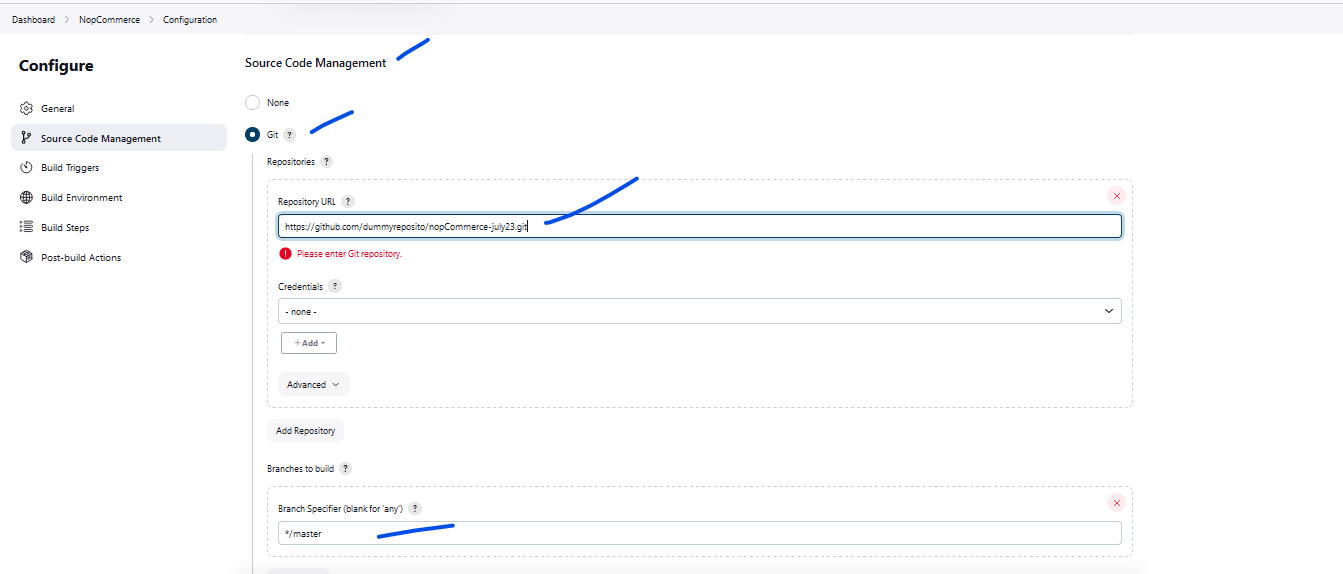 Dashboard > NopCommerce > Configuration
Configure
General
Source Code Management
Build Triggers
Build Environment
Build Steps
Post-build Actions
Source Code Management
None
Git ?
Repositories ?
Repository URL ?
https://github.com/dummyreposito/nopCommerce-july23.git
Please enter Git repository.
Credentials ?
- none -
+ Add
Advanced
Add Repository
Branches to build ?
Branch Specifier (blank for 'any') ?
*/master